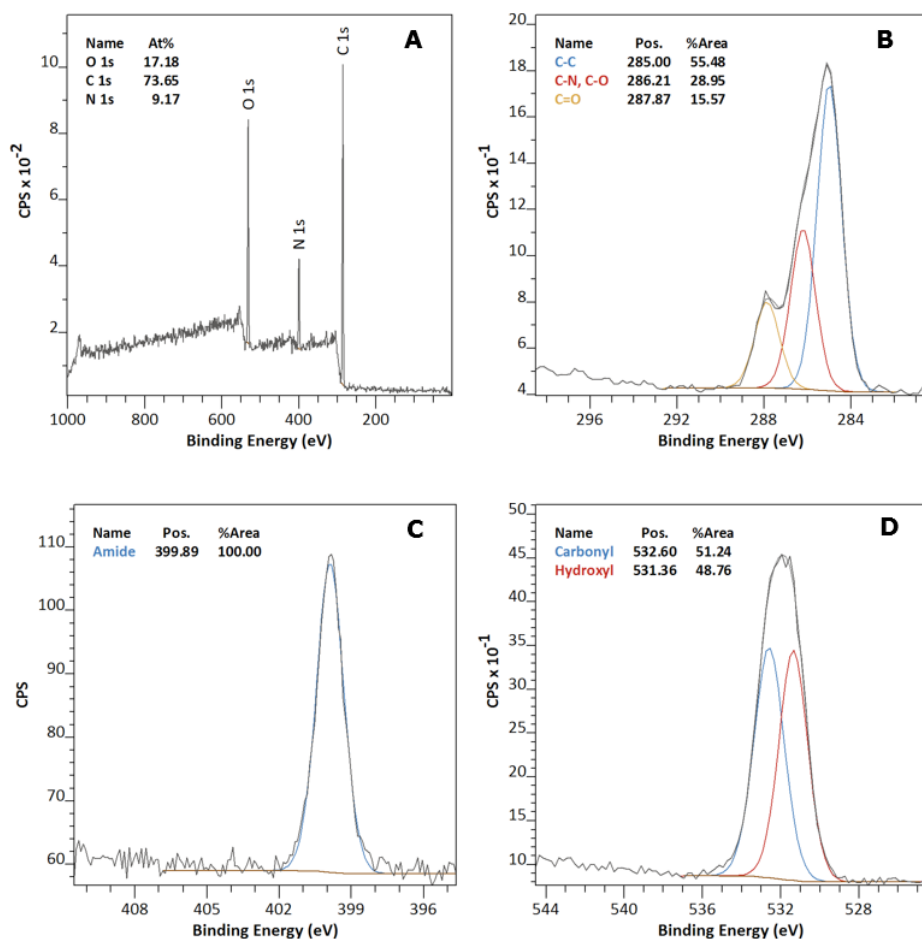 A
Name At%
O 1s 17.18
C 1s 73.65
N 1s 9.17
O 1s
N 1s
C 1s
CPS x 10-2
10
8
6
4
2
1000 800 600 400 200
Binding Energy (eV)
B
Name Pos. %Area
C-C 285.00 55.48
C-N, C-O 286.21 28.95
C=O 287.87 15.57
CPS x 10-1
20
18
16
14
12
10
8
6
4
296 292 288 284
Binding Energy (eV)
C
Name Pos. %Area
Amide 399.89 100.00
CPS
110
100
90
80
70
60
408 405 402 399 396
Binding Energy (eV)
D
Name Pos. %Area
Carbonyl 532.60 51.24
Hydroxyl 531.36 48.76
CPS x 10-1
50
45
40
35
30
25
20
15
10
544 540 536 532 528
Binding Energy (eV)